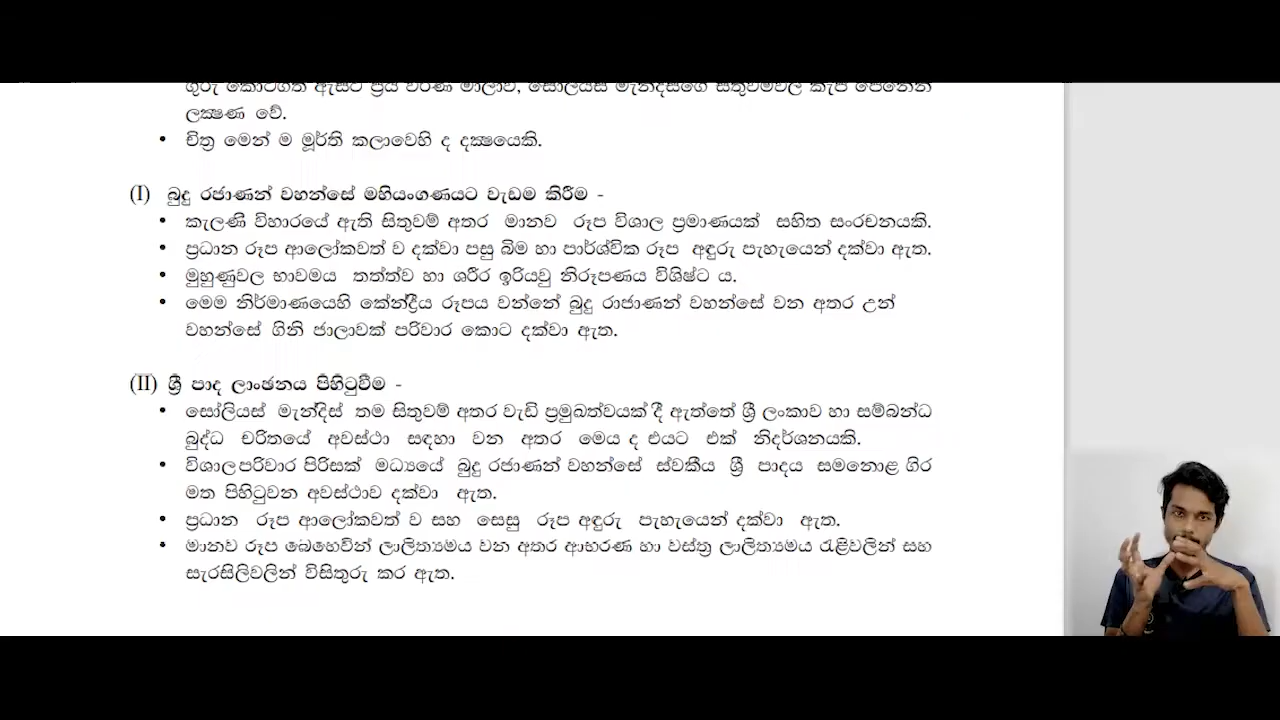 ලක්‍ෂණ වේ.
• චිත්‍ර මෙන් ම මූර්ති කලාවෙහි ද දක්‍ෂයෙකි.
(I) බුදු රජාණන් වහන්සේ මහියංගණයට වැඩම කිරීම -
• කැලණි විහාරයේ ඇති සිතුවම් අතර මානව රූප විශාල ප්‍රමාණයක් සහිත සංරචනයකි.
• ප්‍රධාන රූප ආලෝකවත් ව දක්වා පසු බිම හා පාර්ශ්වික රූප අඳුරු පැහැයෙන් දක්වා ඇත.
• මුහුණුවල භාවමය තත්ත්ව හා ශරීර ඉරියවු නිරූපණය විශිෂ්ට ය.
• මෙම නිර්මාණයෙහි කේන්ද්‍රීය රූපය වන්නේ බුදු රාජාණන් වහන්සේ වන අතර උන්
වහන්සේ ගිනි ජාලාවක් පරිවාර කොට දක්වා ඇත.
(II) ශ්‍රී පාද ලාංඡනය පිහිටුවීම -
• සෝලියස් මැන්දිස් තම සිතුවම් අතර වැඩි ප්‍රමුඛත්වයක් දී ඇත්තේ ශ්‍රී ලංකාව හා සම්බන්ධ
බුද්ධ චරිතයේ අවස්ථා සඳහා වන අතර මෙය ද එයට එක් නිදර්ශනයකි.
• විශාල පරිවාර පිරිසක් මධ්‍යයේ බුදු රජාණන් වහන්සේ ස්වකීය ශ්‍රී පාදය සමනොළ ගිර
මත පිහිටුවන අවස්ථාව දක්වා ඇත.
• ප්‍රධාන රූප ආලෝකවත් ව සහ සෙසු රූප අඳුරු පැහැයෙන් දක්වා ඇත.
• මානව රූප බෙහෙවින් ලාලිත්‍යමය වන අතර ආභරණ හා වස්ත්‍ර ලාලිත්‍යමය රැළිවලින් සහ
සැරසිලිවලින් විසිතුරු කර ඇත.